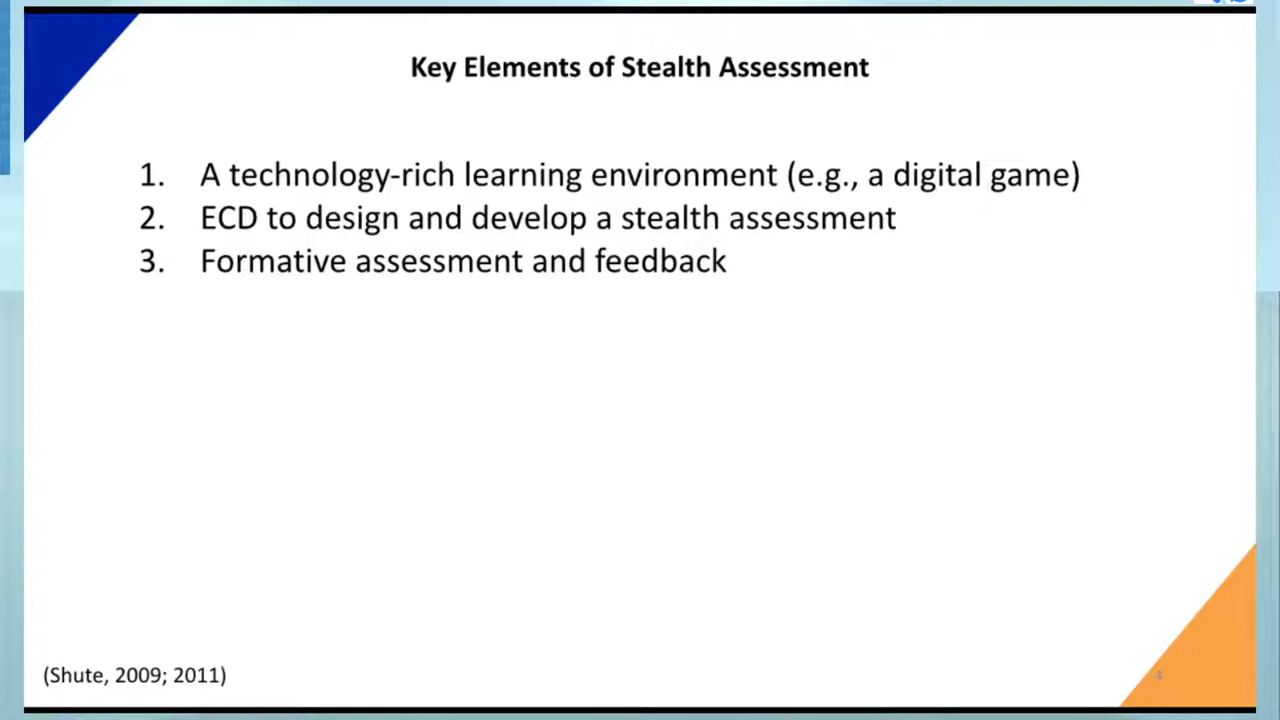 Key Elements of Stealth Assessment
1. A technology-rich learning environment (e.g., a digital game)
2. ECD to design and develop a stealth assessment
3. Formative assessment and feedback
(Shute, 2009; 2011)
4